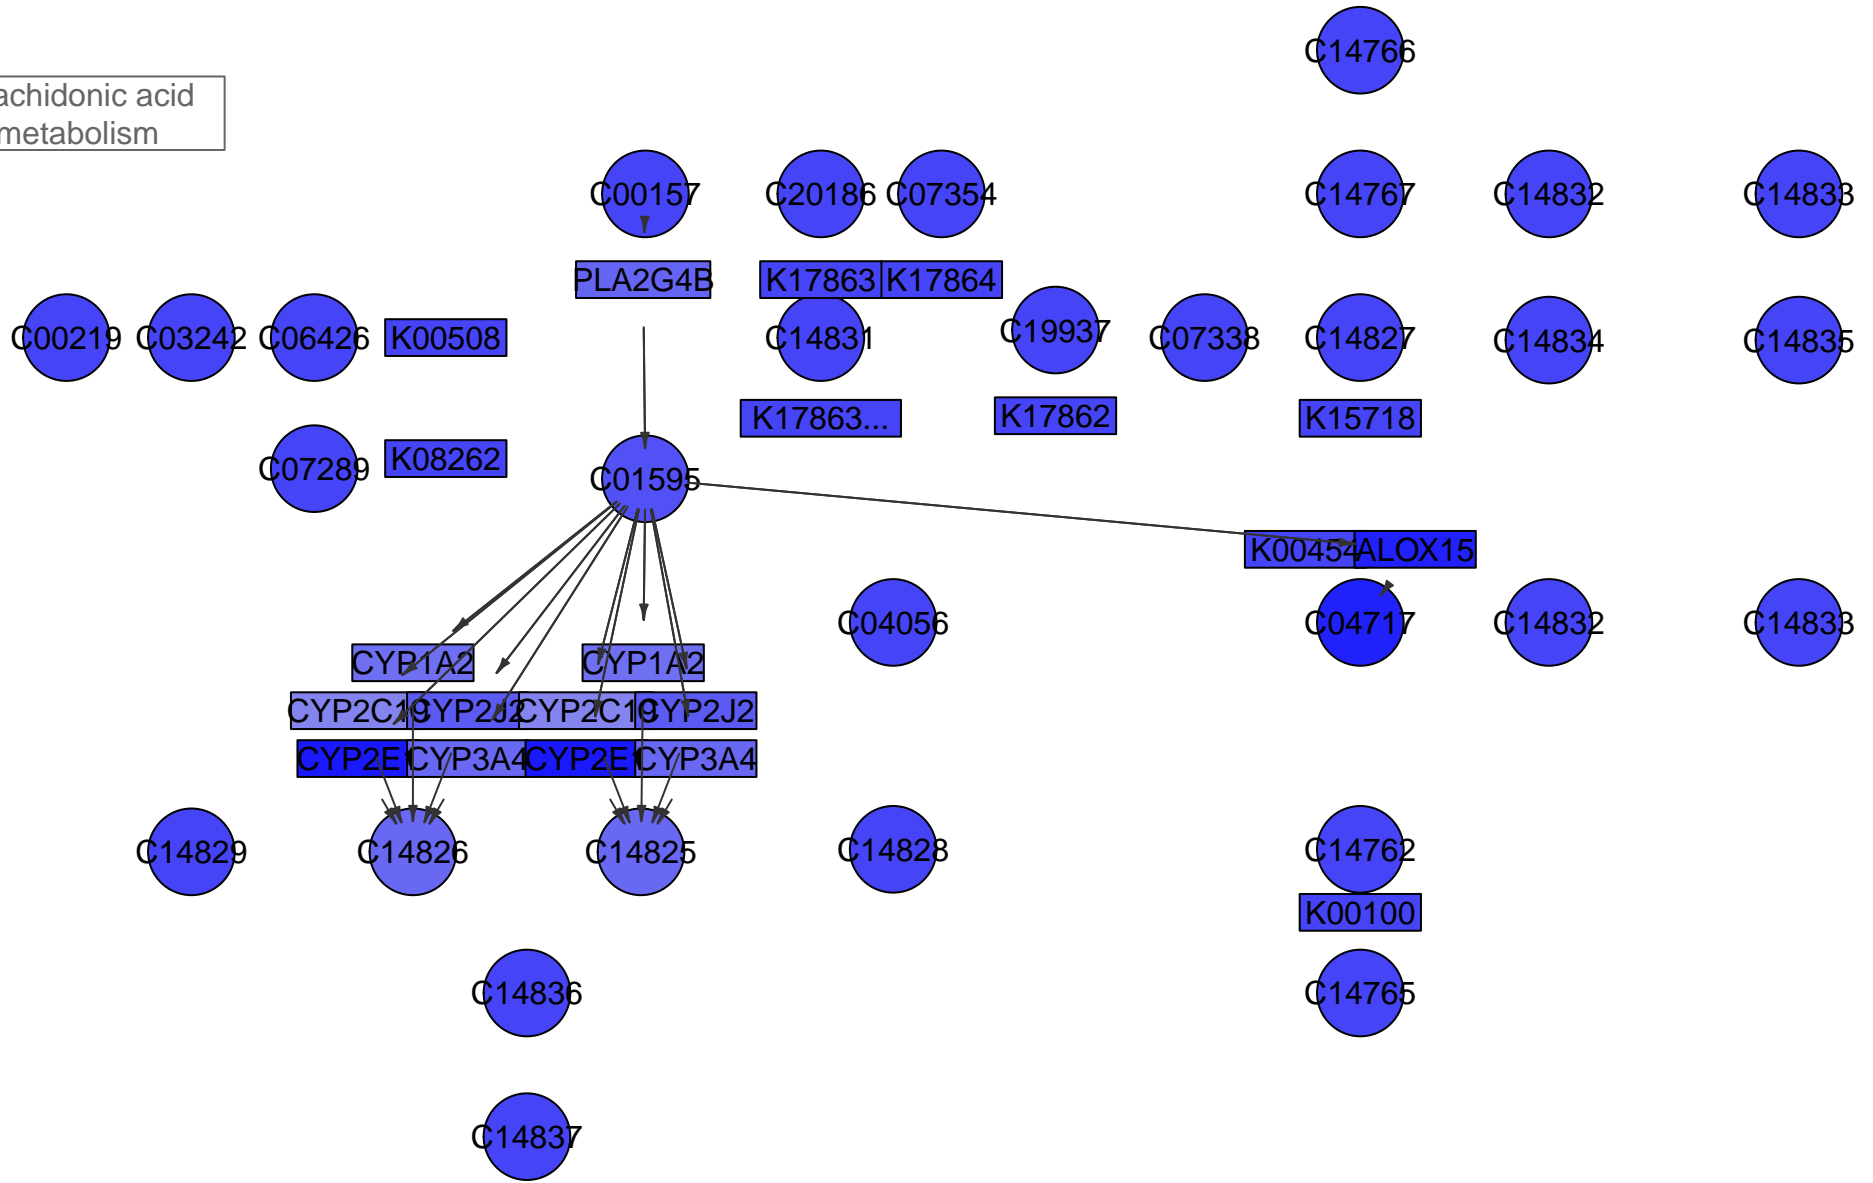 C14766
achidonic acid
metabolism
C00157
C20186
C07354
C14767
C14832
C14833
PLA2G4B
K17863
K17864
C00219
C03242
C06426
K00508
C14831
C19937
C07338
C14827
C14834
C14835
K17863...
K17862
K15718
C07289
K08262
C01595
K00454
ALOX15
C04056
C04717
C14832
C14833
CYP1A2
CYP1A2
CYP2C19
CYP2J2
CYP2C19
CYP2J2
CYP2E1
CYP3A4
CYP2E1
CYP3A4
C14829
C14826
C14825
C14828
C14762
K00100
C14836
C14765
C14837